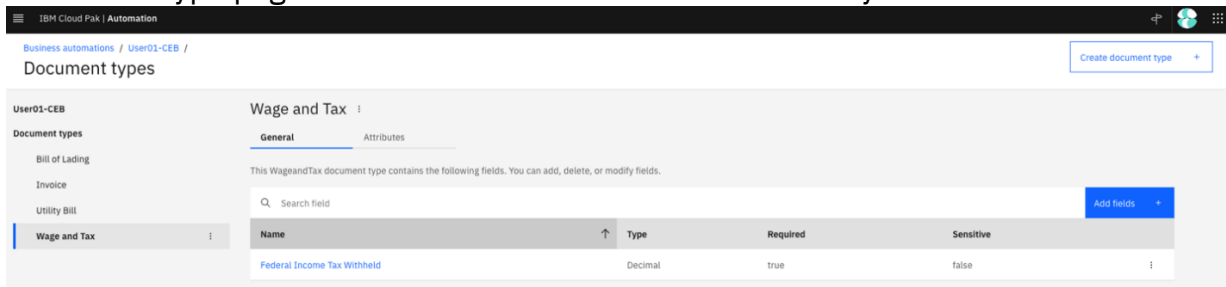 IBM Cloud Pak | Automation
Business automations / User01-CEB /
Document types
Create document type +
User01-CEB
Document types
Bill of Lading
Invoice
Utility Bill
Wage and Tax
Wage and Tax
General Attributes
This WageandTax document type contains the following fields. You can add, delete, or modify fields.
Search field
Add fields +
Name ↑ Type Required Sensitive
Federal Income Tax Withheld Decimal true false